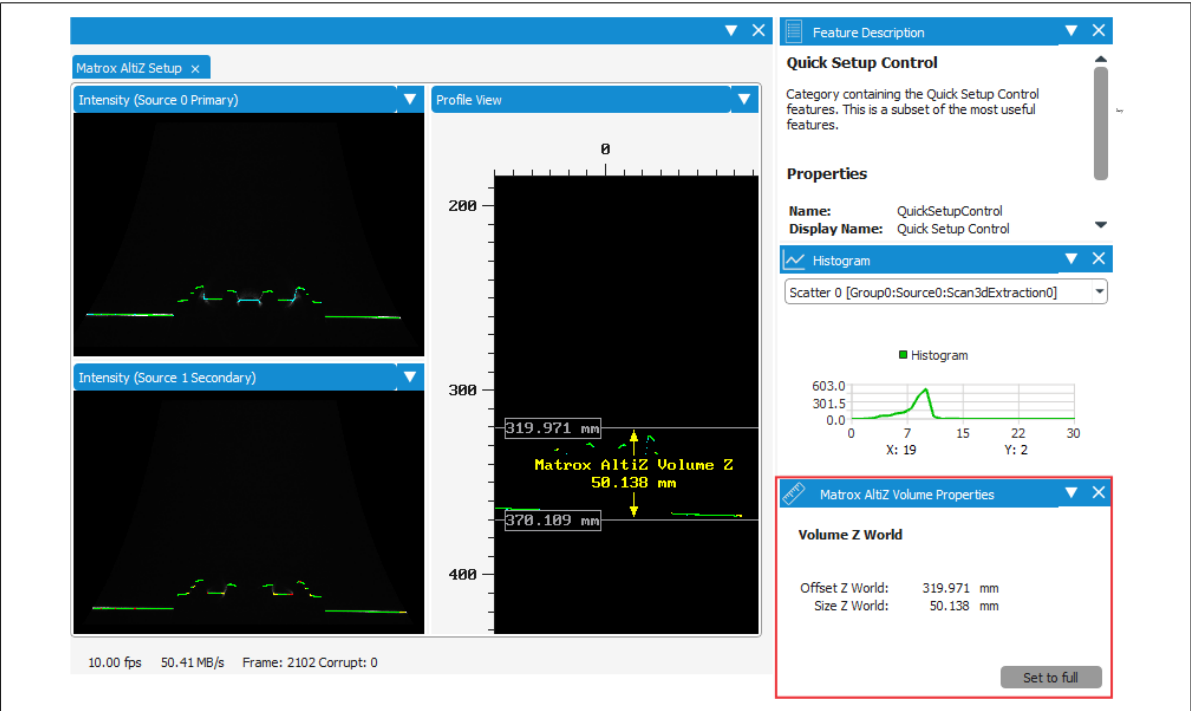 Matrox AltiZ Setup ×
Intensity (Source 0 Primary)
Intensity (Source 1 Secondary)
Profile View
0
200
300
319.971 mm
Matrox AltiZ Volume Z
50.138 mm
370.109 mm
400
10.00 fps 50.41 MB/s Frame: 2102 Corrupt: 0
Feature Description
Quick Setup Control
Category containing the Quick Setup Control
features. This is a subset of the most useful
features.
Properties
Name: QuickSetupControl
Display Name: Quick Setup Control
Histogram
Scatter 0 [Group0:Source0:Scan3dExtraction0]
Histogram
603.0
301.5
0.0
0 7 15 22 30
X: 19 Y: 2
Matrox AltiZ Volume Properties
Volume Z World
Offset Z World: 319.971 mm
Size Z World: 50.138 mm
Set to full